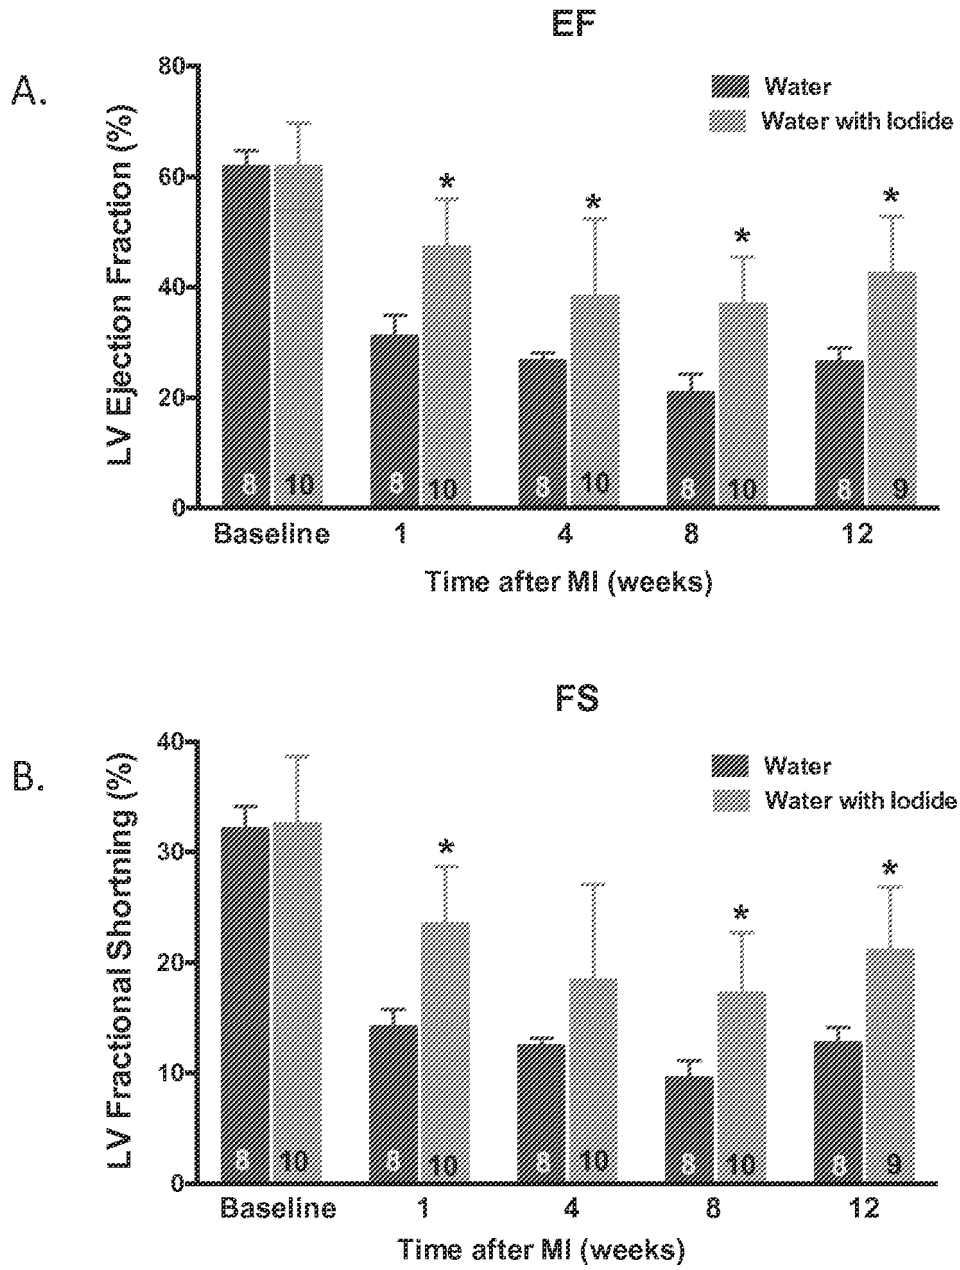 EF
A.
LV Ejection Fraction (%)
80
60
40
20
0
Water
Water with Iodide
*
*
*
*
8 10 8 10 8 10 8 10 8 9
Baseline 1 4 8 12
Time after MI (weeks)
FS
B.
LV Fractional Shortning (%)
40
30
20
10
0
Water
Water with Iodide
*
*
*
8 10 8 10 8 10 8 10 8 9
Baseline 1 4 8 12
Time after MI (weeks)